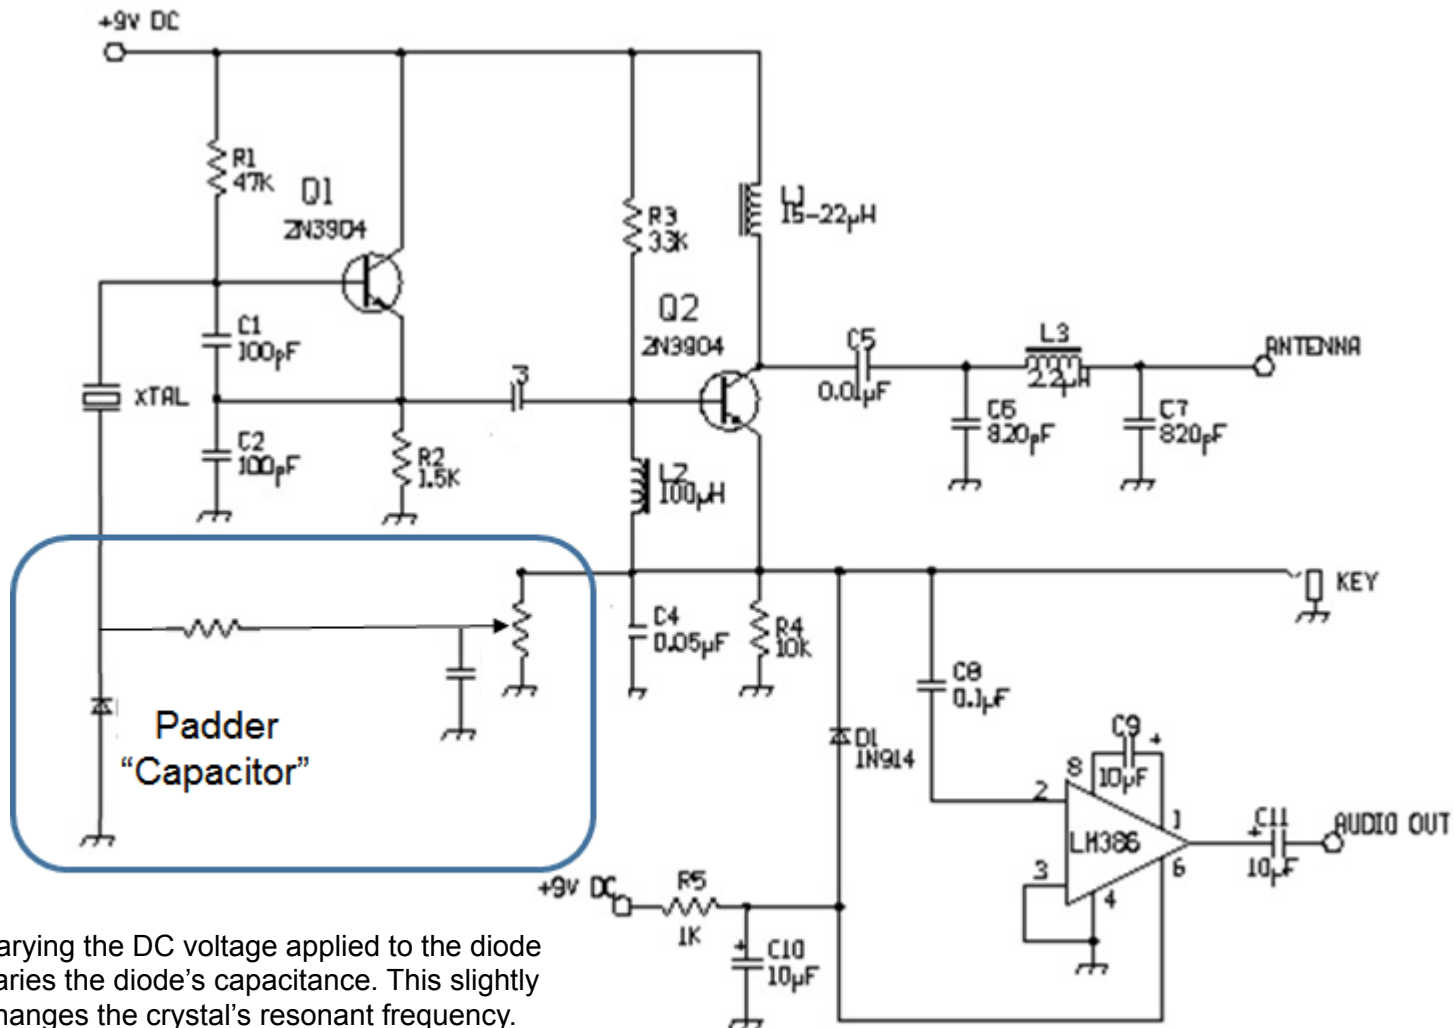 +9V DC
R1
47K
Q1
2N3904
R3
33K
L1
15-22µH
Q2
2N3904
C1
100pF
XTAL
C2
100pF
R2
1.5K
3
C5
0.01µF
L3
2.2µH
ANTENNA
C6
820pF
C7
820pF
L2
100µH
KEY
C4
0.05µF
R4
10K
C8
0.1µF
Padder
“Capacitor”
D1
1N914
C9
+
10µF
8
2
1
LM386
3
4
6
+
C11
10µF
AUDIO OUT
+9V DC
R5
1K
+
C10
10µF
arying the DC voltage applied to the diode
aries the diode’s capacitance. This slightly
hanges the crystal’s resonant frequency.